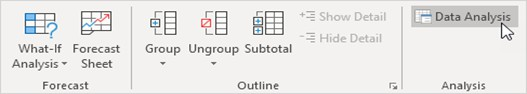 What-If
Analysis
Forecast
Sheet
Forecast
Group
Ungroup
Subtotal
Show Detail
Hide Detail
Outline
Data Analysis
Analysis